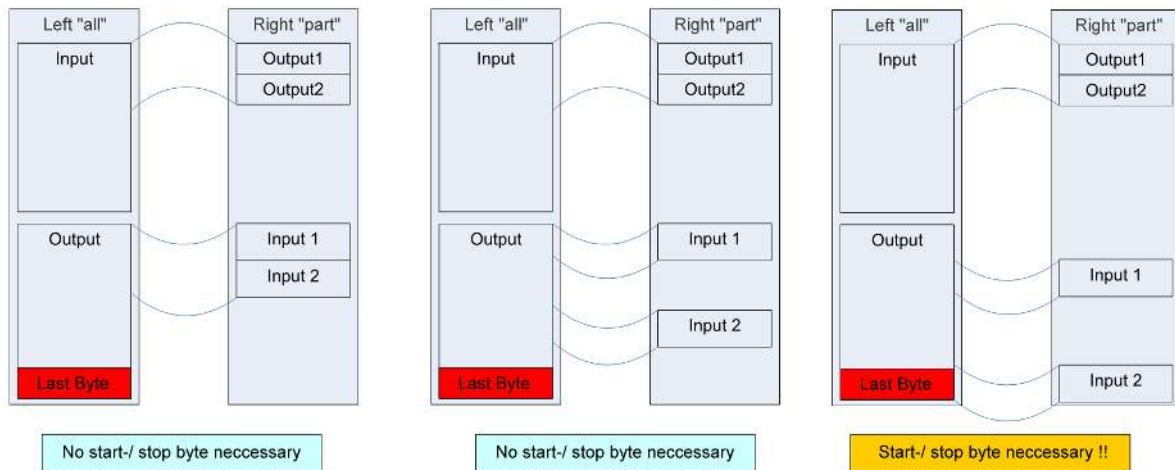 Left "all"
Right "part"
Input
Output1
Output2
Output
Input 1
Input 2
Last Byte
No start-/ stop byte neccessary
Left "all"
Right "part"
Input
Output1
Output2
Output
Input 1
Input 2
Last Byte
No start-/ stop byte neccessary
Left "all"
Right "part"
Input
Output1
Output2
Output
Input 1
Input 2
Last Byte
Start-/ stop byte neccessary !!